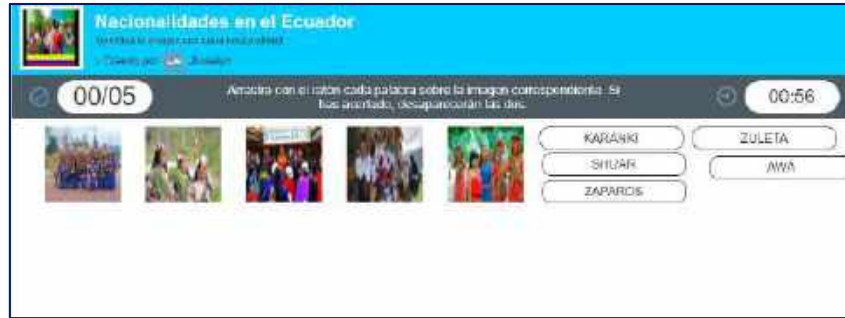 Nacionalidades en el Ecuador
00/05
Arrastra con el ratón cada palabra sobre la imagen correspondiente. Si
has acertado, desaparecerán las dos.
00:56
KARANKI
ZULETA
SHUAR
AWA
ZAPAROS